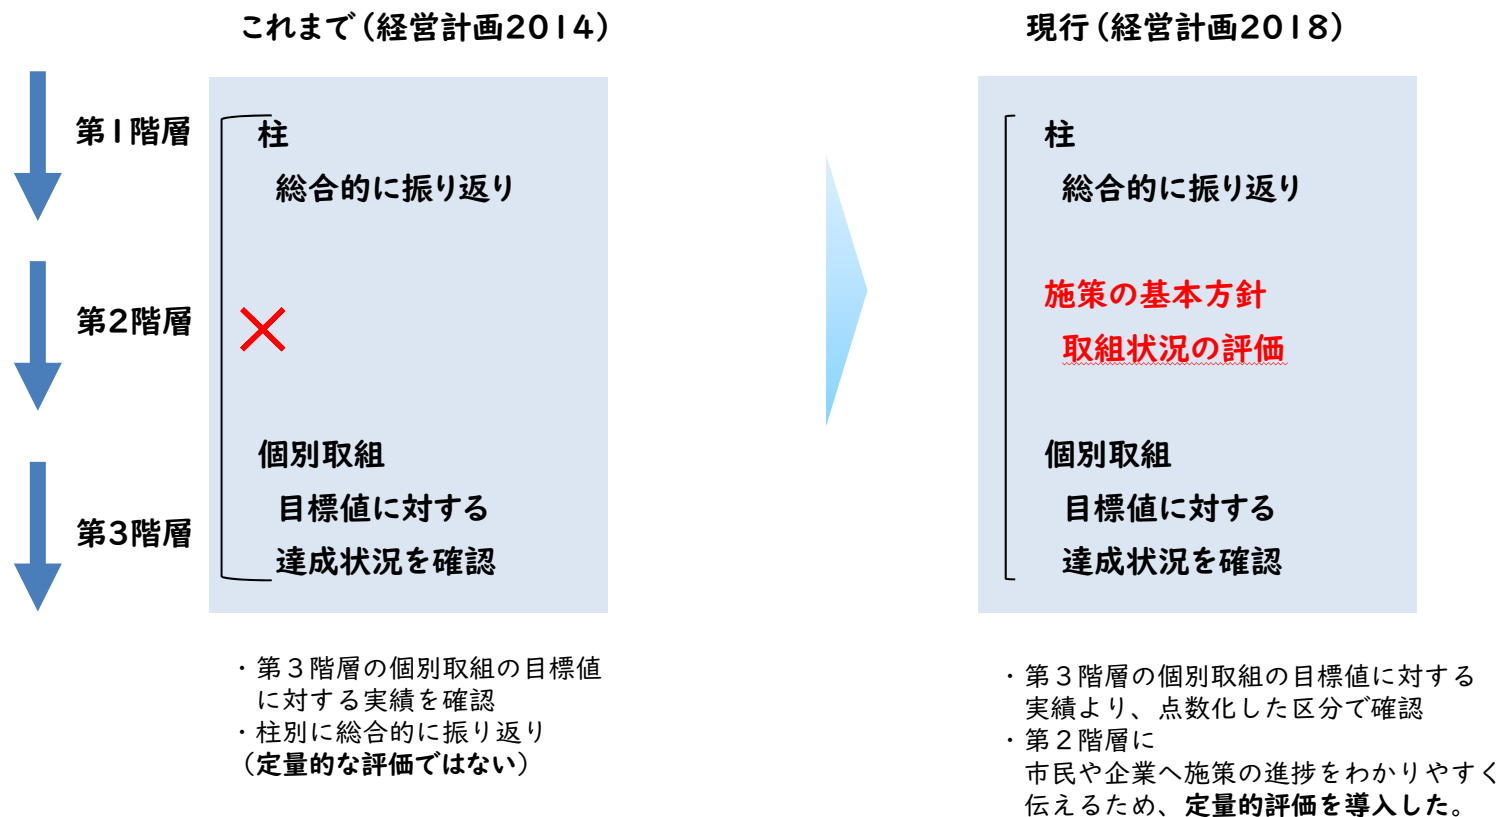 これまで（経営計画2014）
第1階層
柱
総合的に振り返り
第2階層
個別取組
目標値に対する
第3階層
達成状況を確認
・第３階層の個別取組の目標値
に対する実績を確認
・柱別に総合的に振り返り
（定量的な評価ではない）
現行（経営計画2018）
柱
総合的に振り返り
施策の基本方針
取組状況の評価
個別取組
目標値に対する
達成状況を確認
・第３階層の個別取組の目標値に対する
実績より、点数化した区分で確認
・第２階層に
市民や企業へ施策の進捗をわかりやすく
伝えるため、定量的評価を導入した。